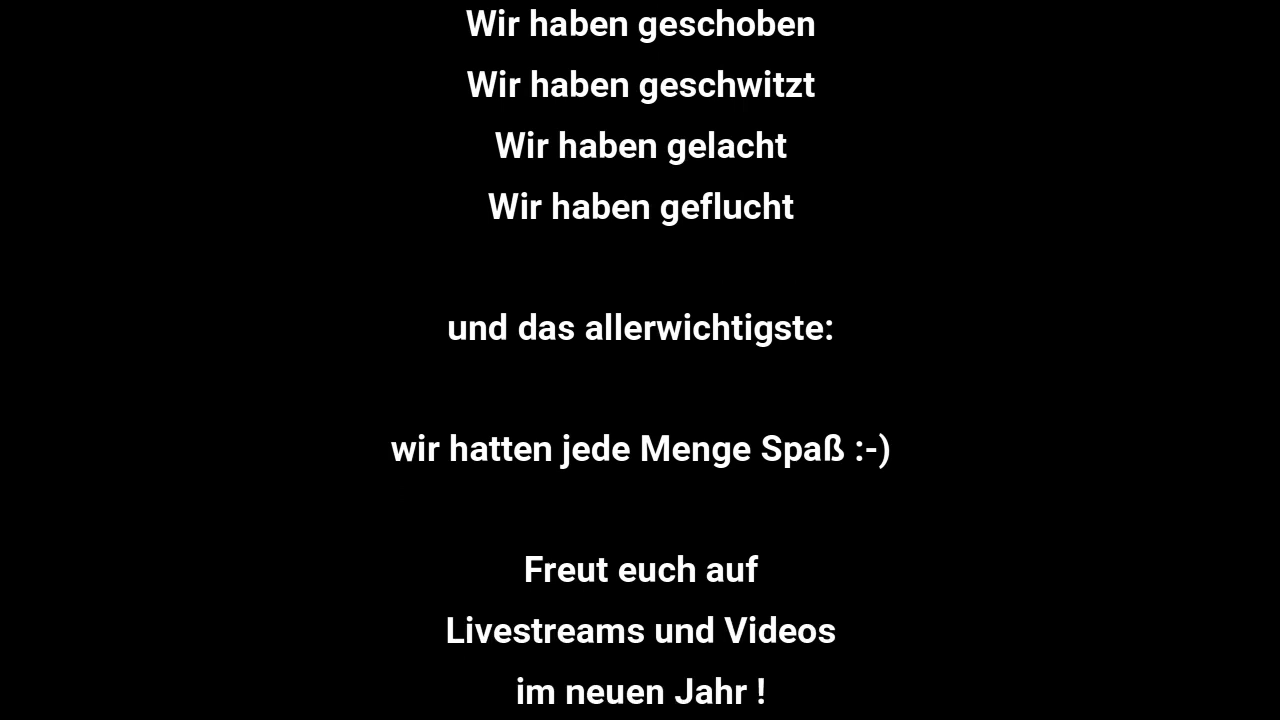 Wir haben geschoben
Wir haben geschwitzt
Wir haben gelacht
Wir haben geflucht
und das allerwichtigste:
wir hatten jede Menge Spaß :-)
Freut euch auf
Livestreams und Videos
im neuen Jahr !